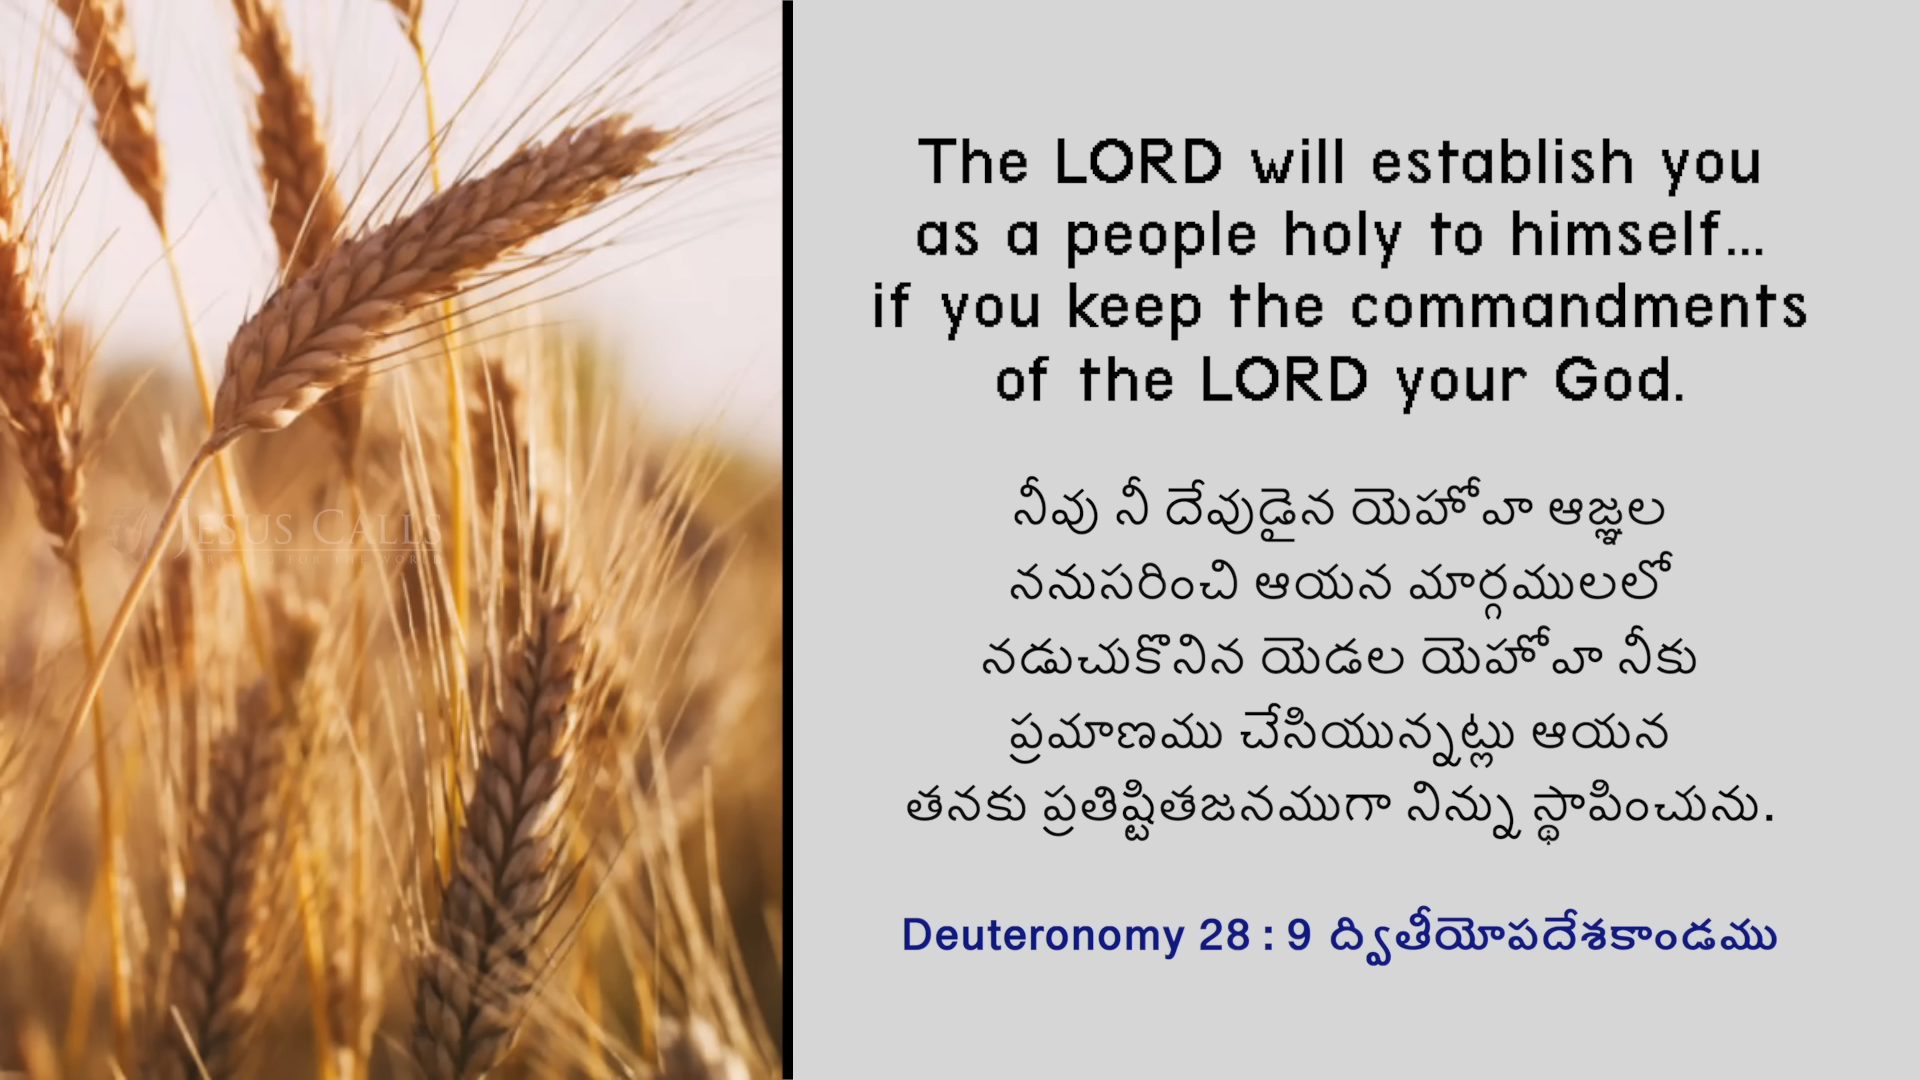 JESUS CALLS
The LORD will establish you
as a people holy to himself...
if you keep the commandments
of the LORD your God.
నీవు నీ దేవుడైన యెహోవా ఆజ్ఞల
ననుసరించి ఆయన మార్గములలో
నడుచుకొనిన యెడల యెహోవా నీకు
ప్రమాణము చేసియున్నట్లు ఆయన
తనకు ప్రతిష్టితజనముగా నిన్ను స్థాపించును.
Deuteronomy 28 : 9 ద్వితీయోపదేశకాండము